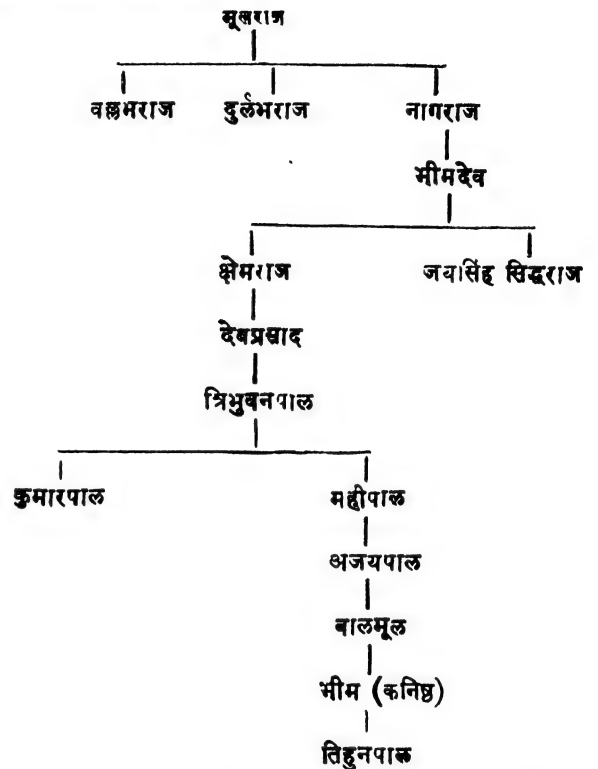 मूलराज
वल्लभराज दुर्लभराज नागराज
भीमदेव
क्षेमराज जयसिंह सिद्धराज
देवप्रसाद
त्रिभुवनपाल
कुमारपाल महीपाल
अजयपाल
बालमूल
भीम (कनिष्ठ)
तिहुनपाल